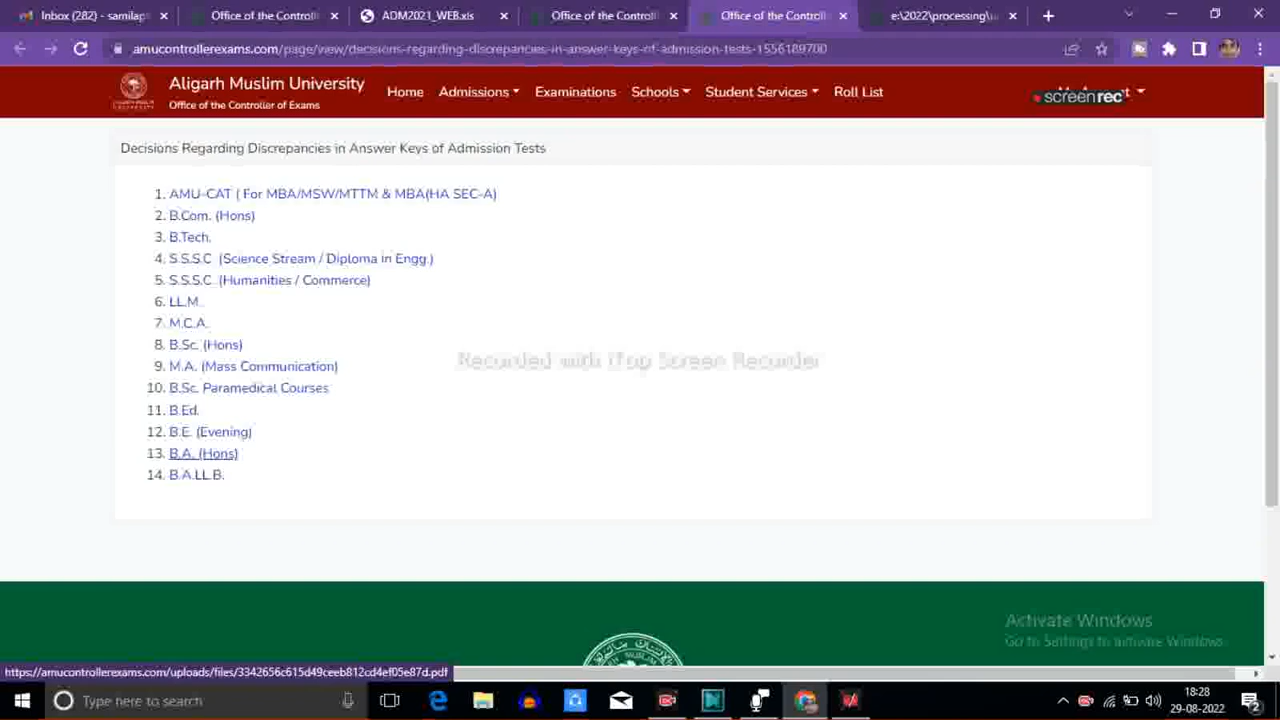 Inbox (282) - samilap
Office of the Controll
ADM2021_WEB.xls
Office of the Controll
Office of the Controll
e:\2022\processing\u
amucontrollerexams.com/page/view/decisions-regarding-discrepancies-in-answer-keys-of-admission-tests-1556189700
Aligarh Muslim University
Office of the Controller of Exams
Home
Admissions
Examinations
Schools
Student Services
Roll List
screenrec
Decisions Regarding Discrepancies in Answer Keys of Admission Tests
1. AMU-CAT ( For MBA/MSW/MTTM & MBA(HA SEC-A)
2. B.Com. (Hons)
3. B.Tech.
4. S.S.S.C (Science Stream / Diploma in Engg.)
5. S.S.S.C (Humanities / Commerce)
6. LL.M.
7. M.C.A.
8. B.Sc. (Hons)
9. M.A. (Mass Communication)
10. B.Sc. Paramedical Courses
11. B.Ed.
12. B.E. (Evening)
13. B.A. (Hons)
14. B.A.LL.B.
Recorded with iTop Screen Recorder
Activate Windows
Go to Settings to activate Windows.
https://amucontrollerexams.com/uploads/files/3342656c615d49ceeb812cd4ef05e87d.pdf
Type here to search
18:28
29-08-2022
2